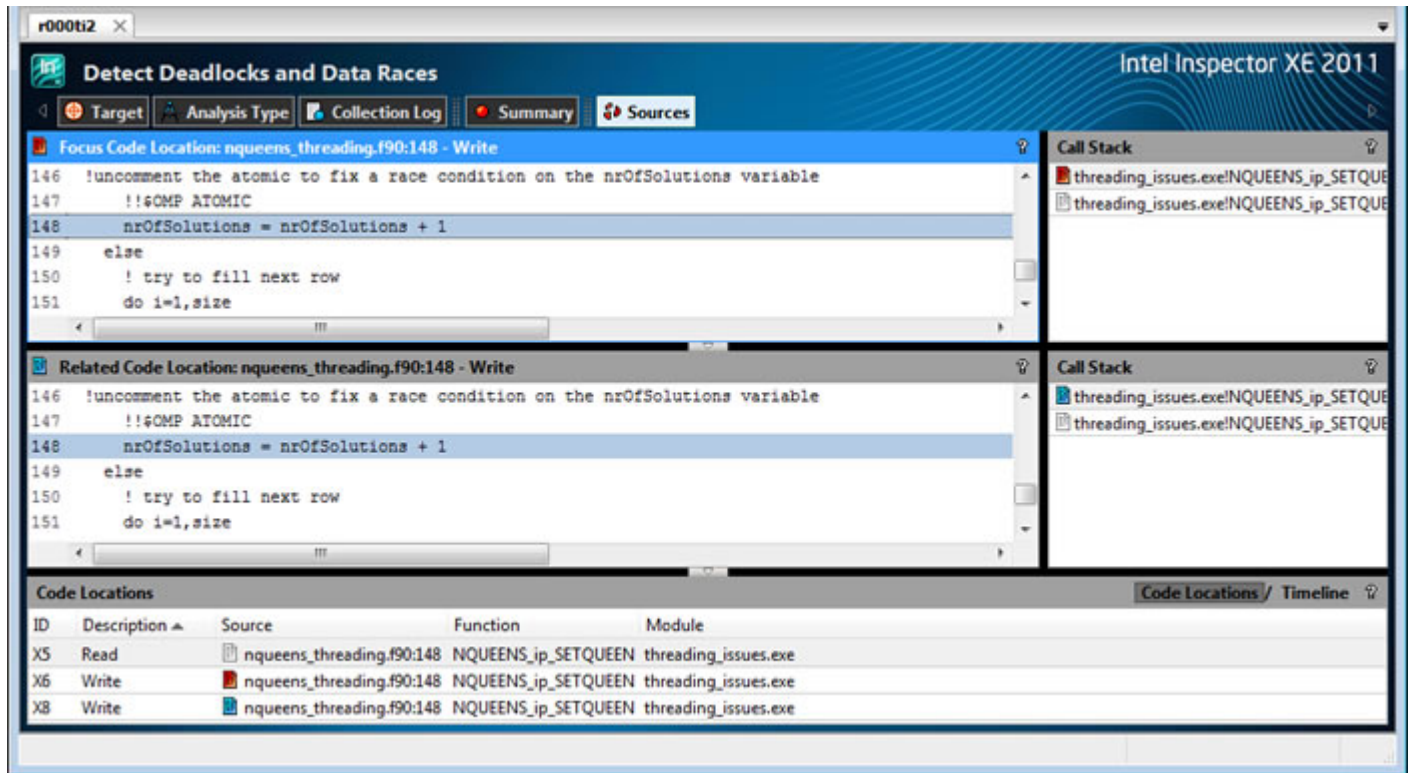 r000ti2
Intel Inspector XE 2011
Detect Deadlocks and Data Races
Target Analysis Type Collection Log Summary Sources
Focus Code Location: nqueens_threading.f90:148 - Write
146 !uncomment the atomic to fix a race condition on the nrOfSolutions variable
147 !!$OMP ATOMIC
148 nrOfSolutions = nrOfSolutions + 1
149 else
150 ! try to fill next row
151 do i=1,size
Call Stack
threading_issues.exe!NQUEENS_ip_SETQUE
threading_issues.exe!NQUEENS_ip_SETQUE
Related Code Location: nqueens_threading.f90:148 - Write
146 !uncomment the atomic to fix a race condition on the nrOfSolutions variable
147 !!$OMP ATOMIC
148 nrOfSolutions = nrOfSolutions + 1
149 else
150 ! try to fill next row
151 do i=1,size
Call Stack
threading_issues.exe!NQUEENS_ip_SETQUE
threading_issues.exe!NQUEENS_ip_SETQUE
Code Locations
Code Locations / Timeline
ID Description Source Function Module
X5 Read nqueens_threading.f90:148 NQUEENS_ip_SETQUEEN threading_issues.exe
X6 Write nqueens_threading.f90:148 NQUEENS_ip_SETQUEEN threading_issues.exe
X8 Write nqueens_threading.f90:148 NQUEENS_ip_SETQUEEN threading_issues.exe